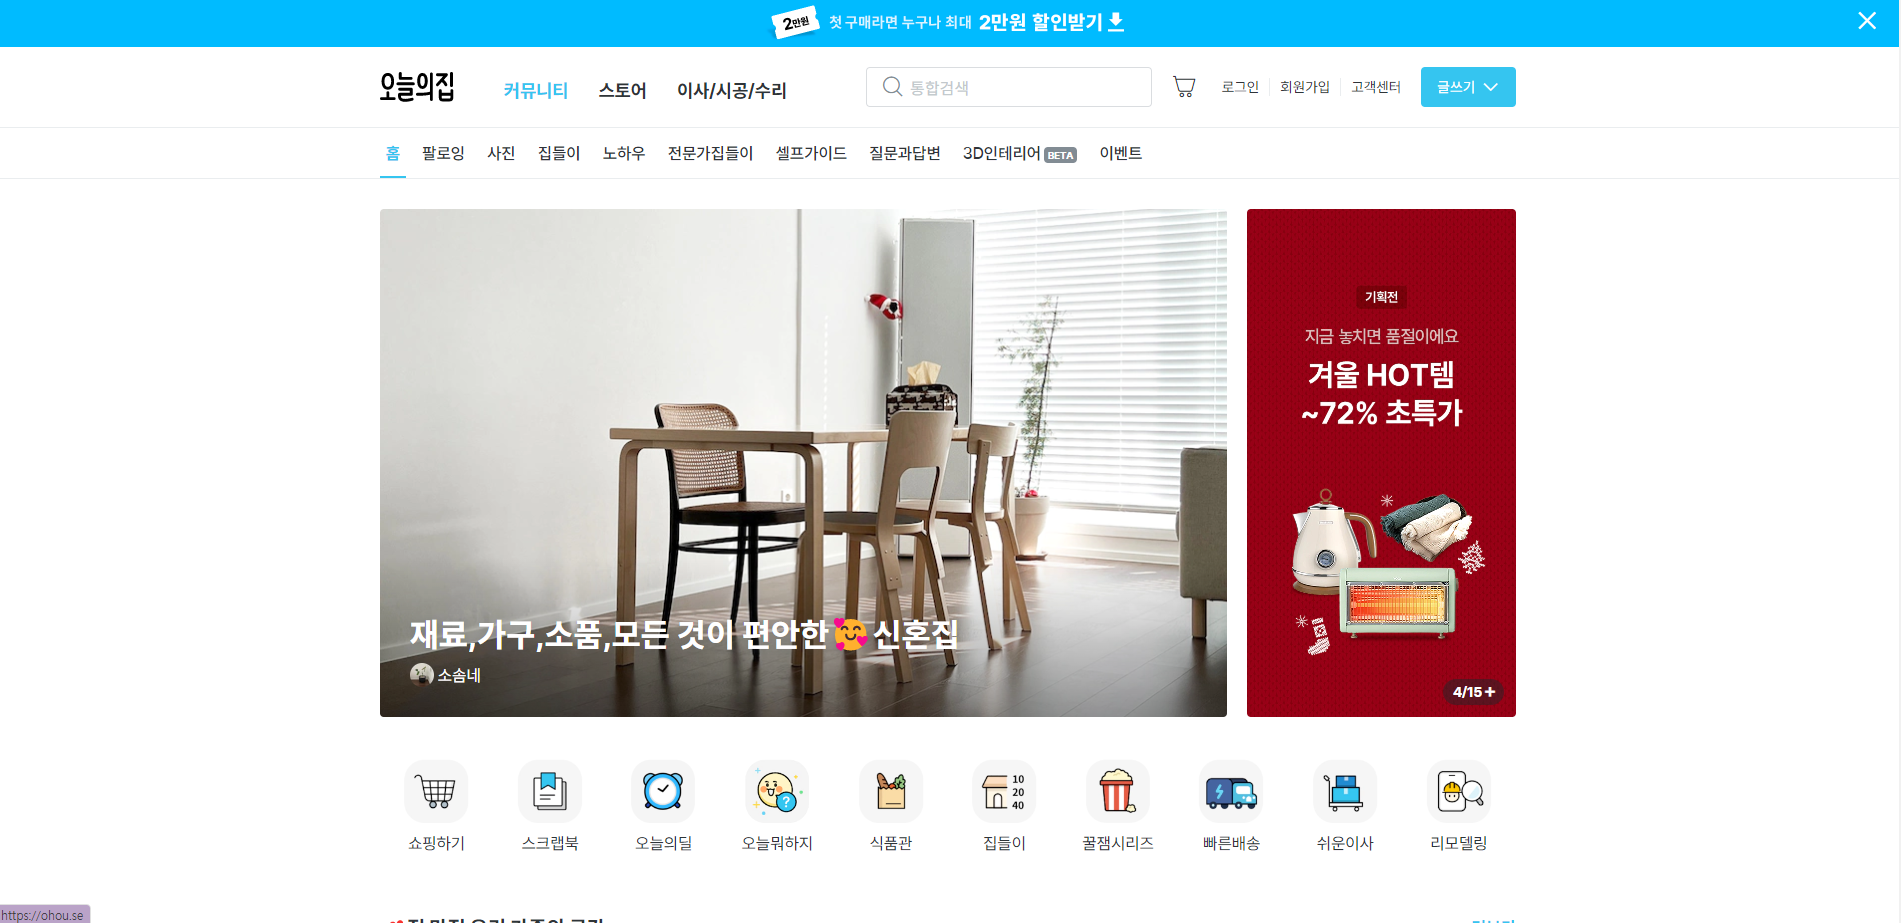 2만원 첫 구매라면 누구나 최대 2만원 할인받기
오늘의집 커뮤니티 스토어 이사/시공/수리 통합검색 로그인 회원가입 고객센터 글쓰기
홈 팔로잉 사진 집들이 노하우 전문가집들이 셀프가이드 질문과답변 3D인테리어 BETA 이벤트
재료,가구,소품,모든 것이 편안한🥰신혼집
소솜네
기획전
지금 놓치면 품절이에요
겨울 HOT템
~72% 초특가
4/15+
10
20
40
쇼핑하기 스크랩북 오늘의딜 오늘뭐하지 식품관 집들이 꿀잼시리즈 빠른배송 쉬운이사 리모델링
https://ohou.se